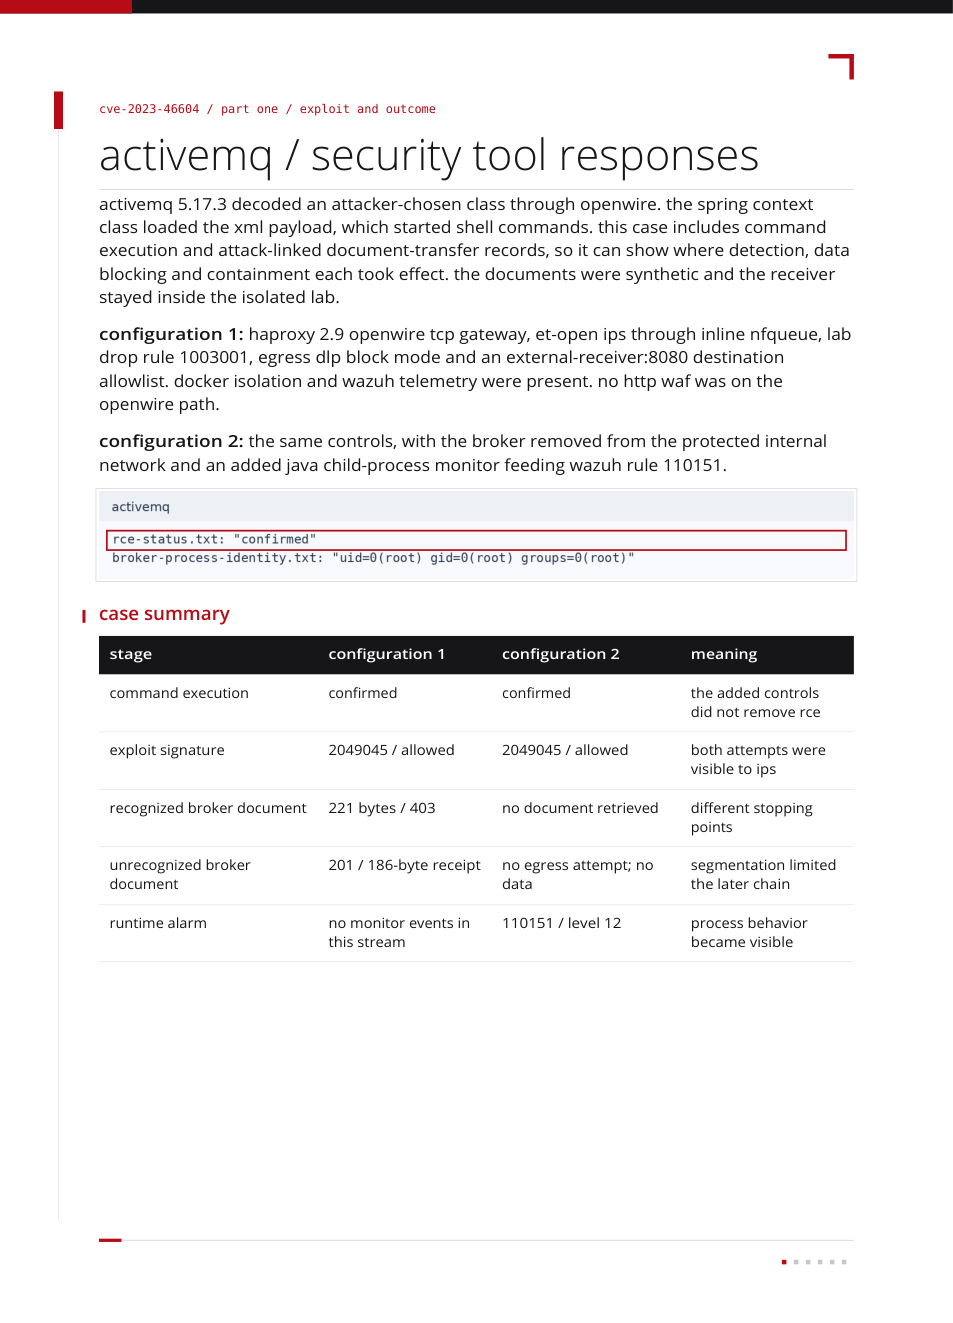 cve-2023-46604 / part one / exploit and outcome
activemq / security tool responses
activemq 5.17.3 decoded an attacker-chosen class through openwire. the spring context
class loaded the xml payload, which started shell commands. this case includes command
execution and attack-linked document-transfer records, so it can show where detection, data
blocking and containment each took effect. the documents were synthetic and the receiver
stayed inside the isolated lab.
configuration 1: haproxy 2.9 openwire tcp gateway, et-open ips through inline nfqueue, lab
drop rule 1003001, egress dlp block mode and an external-receiver:8080 destination
allowlist. docker isolation and wazuh telemetry were present. no http waf was on the
openwire path.
configuration 2: the same controls, with the broker removed from the protected internal
network and an added java child-process monitor feeding wazuh rule 110151.
activemq
rce-status.txt: "confirmed"
broker-process-identity.txt: "uid=0(root) gid=0(root) groups=0(root)"
case summary
stage configuration 1 configuration 2 meaning
command execution confirmed confirmed the added controls
did not remove rce
exploit signature 2049045 / allowed 2049045 / allowed both attempts were
visible to ips
recognized broker document 221 bytes / 403 no document retrieved different stopping
points
unrecognized broker 201 / 186-byte receipt no egress attempt; no segmentation limited
document data the later chain
runtime alarm no monitor events in 110151 / level 12 process behavior
this stream became visible